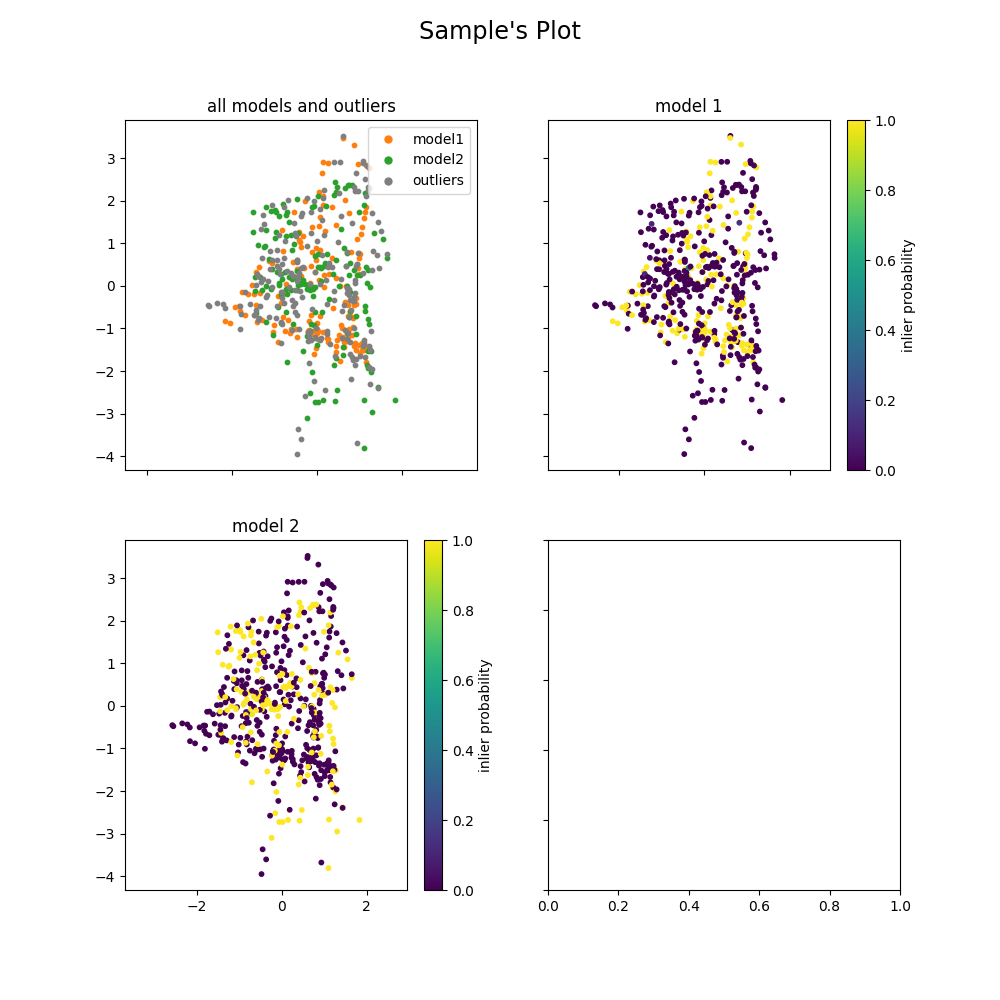 Sample's Plot
all models and outliers
model1
model2
outliers
3
2
1
0
−1
−2
−3
−4
model 1
1.0
0.8
0.6
0.4
0.2
0.0
inlier probability
model 2
3
2
1
0
−1
−2
−3
−4
−2 0 2
1.0
0.8
0.6
0.4
0.2
0.0
inlier probability
0.0 0.2 0.4 0.6 0.8 1.0